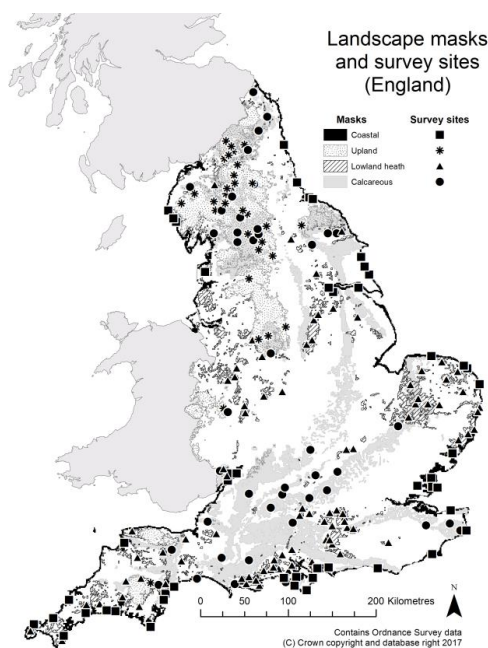 Landscape masks
and survey sites
(England)
Masks Survey sites
Coastal
Upland
Lowland heath
Calcareous
N
0 50 100 200 Kilometres
Contains Ordnance Survey data
(C) Crown copyright and database right 2017